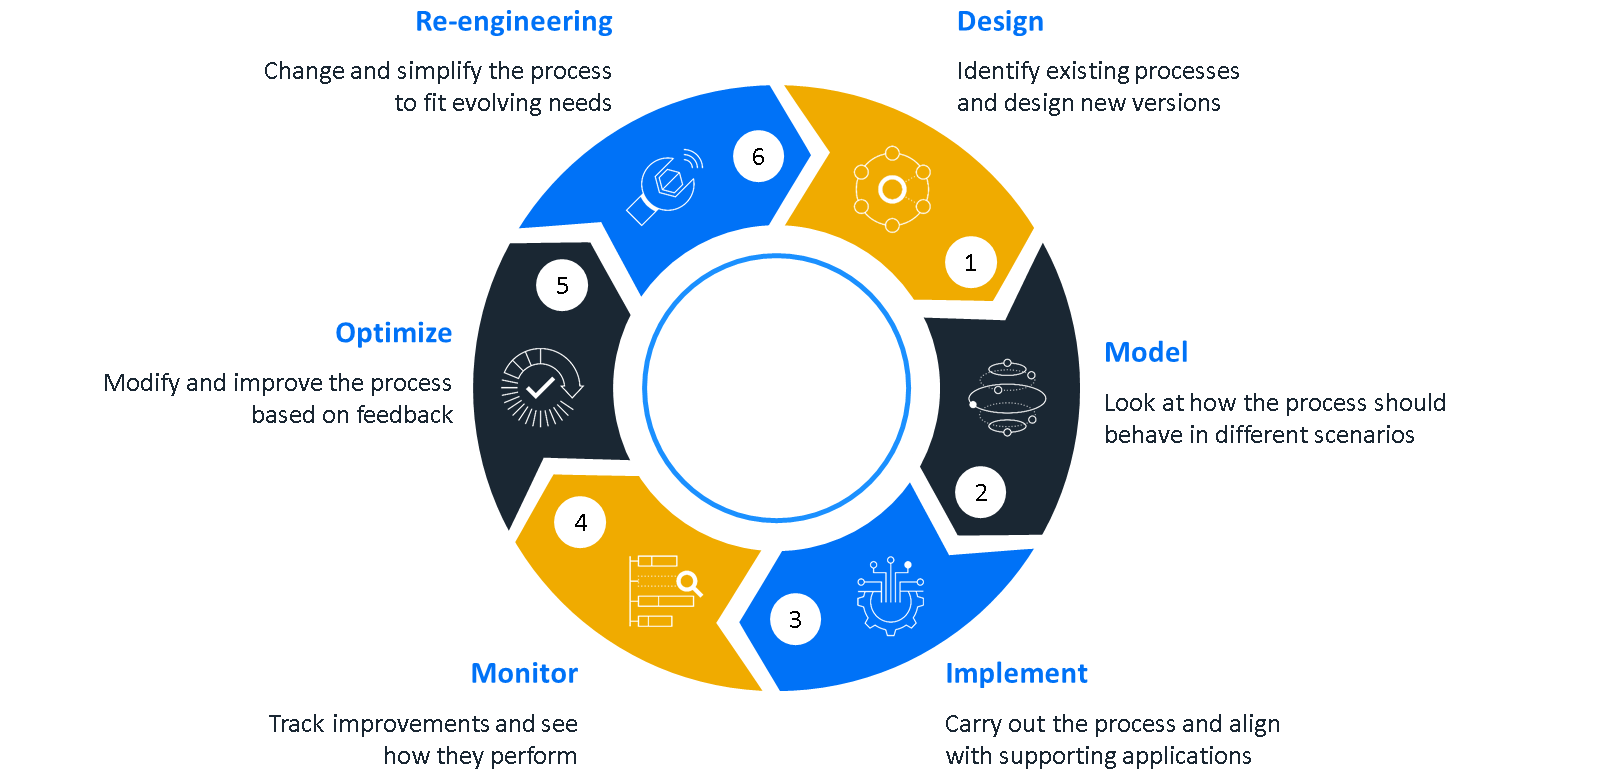 Design
Identify existing processes
and design new versions
1
Model
Look at how the process should
behave in different scenarios
2
Implement
Carry out the process and align
with supporting applications
3
Monitor
Track improvements and see
how they perform
4
Optimize
Modify and improve the process
based on feedback
5
Re-engineering
Change and simplify the process
to fit evolving needs
6